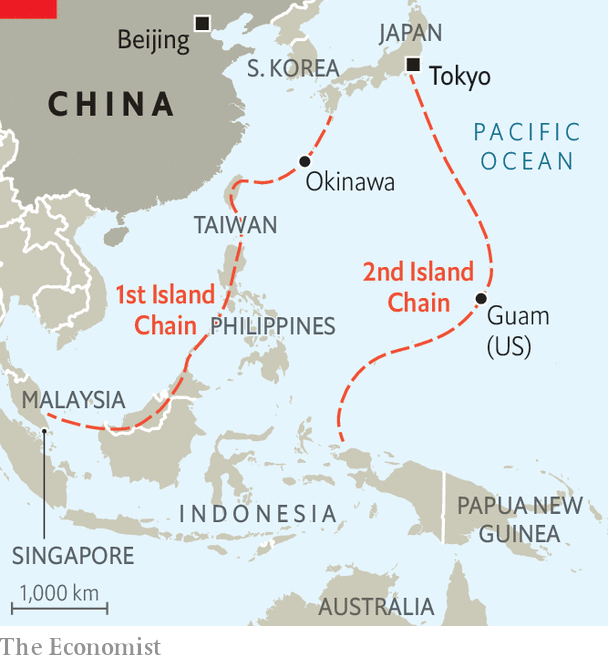 JAPAN
Beijing
S. KOREA
Tokyo
CHINA
PACIFIC
OCEAN
Okinawa
TAIWAN
2nd Island
Chain
1st Island
Chain
PHILIPPINES
Guam
(US)
MALAYSIA
INDONESIA
PAPUA NEW
GUINEA
SINGAPORE
1,000 km
AUSTRALIA
The Economist